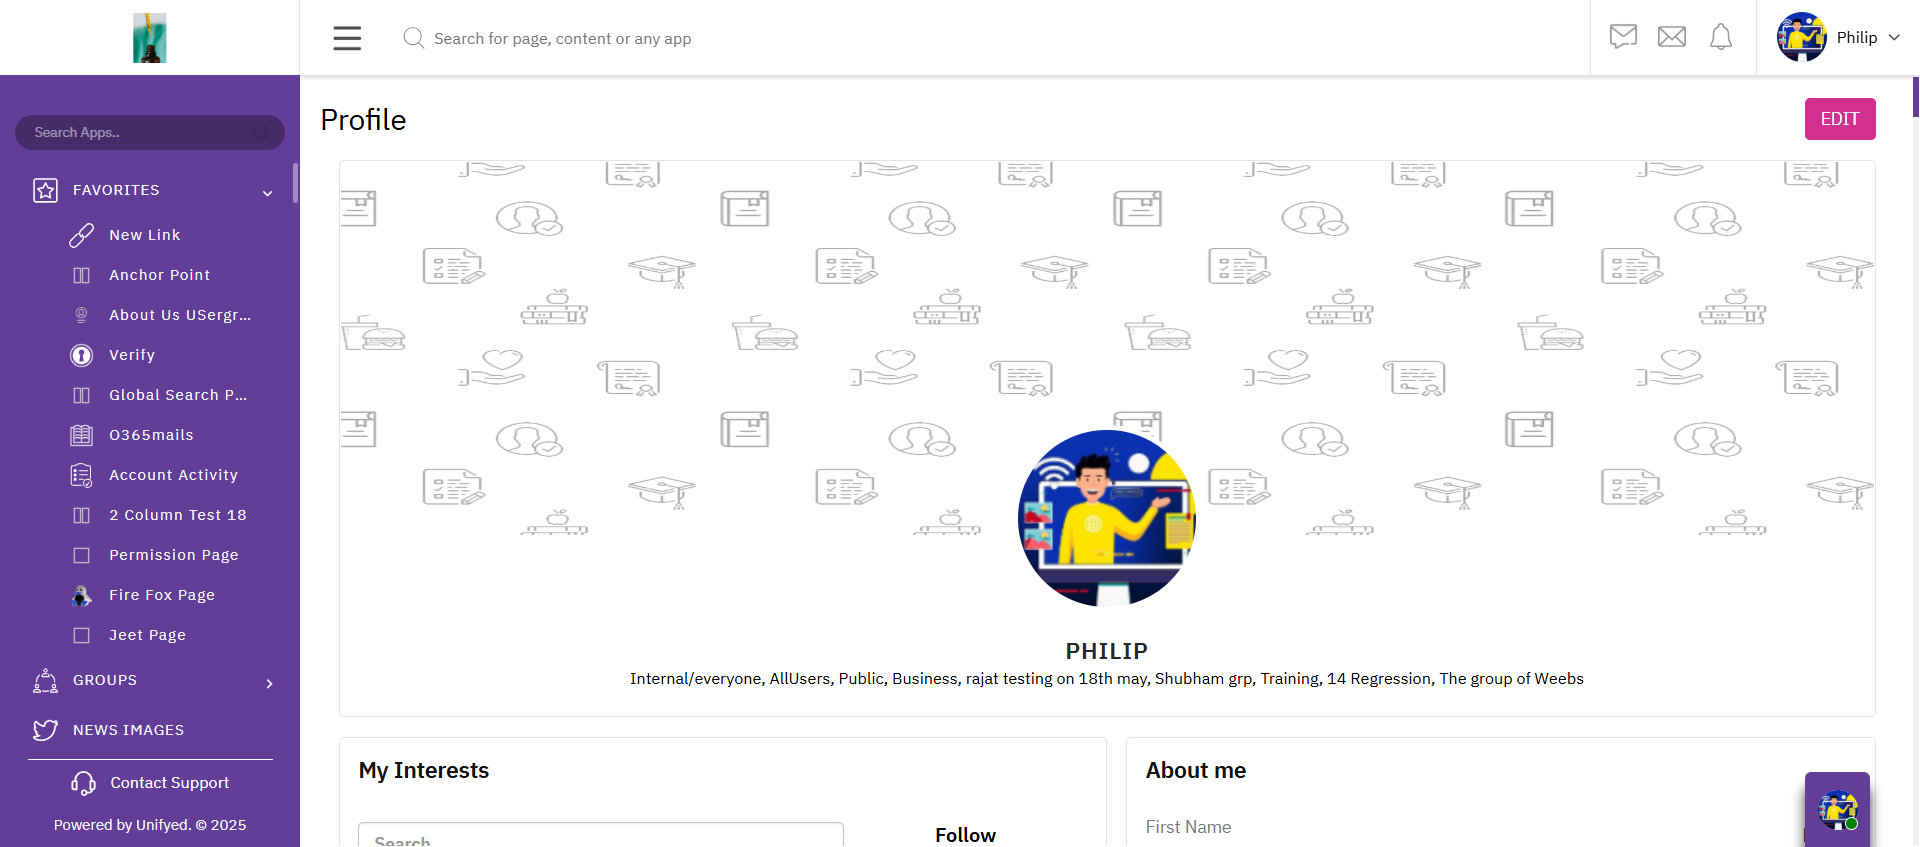 Search for page, content or any app
Philip
Search Apps..
FAVORITES
New Link
Anchor Point
About Us USergr...
Verify
Global Search P...
O365mails
Account Activity
2 Column Test 18
Permission Page
Fire Fox Page
Jeet Page
GROUPS
NEWS IMAGES
Contact Support
Powered by Unifyed. © 2025
Profile
EDIT
PHILIP
Internal/everyone, AllUsers, Public, Business, rajat testing on 18th may, Shubham grp, Training, 14 Regression, The group of Weebs
My Interests
Search
Follow
About me
First Name